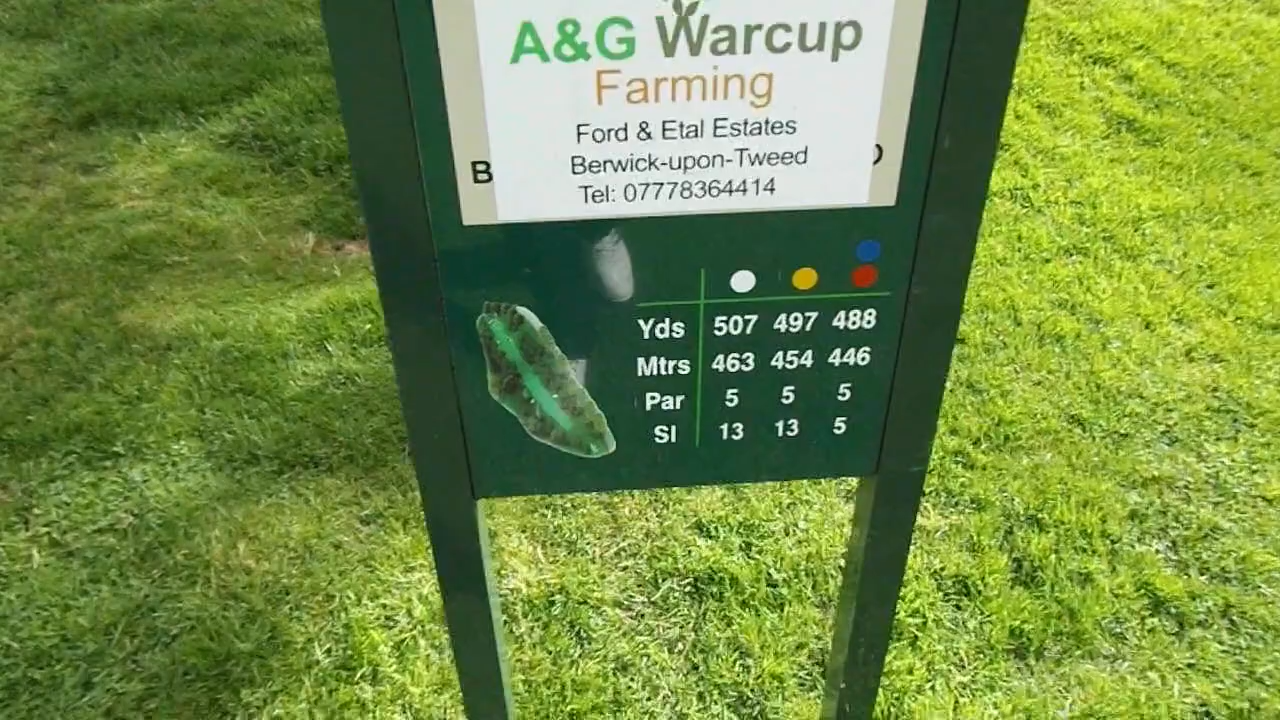 A&G Warcup
Farming
Ford & Etal Estates
Berwick-upon-Tweed
Tel: 07778364414
Yds 507 497 488
Mtrs 463 454 446
Par 5 5 5
SI 13 13 5